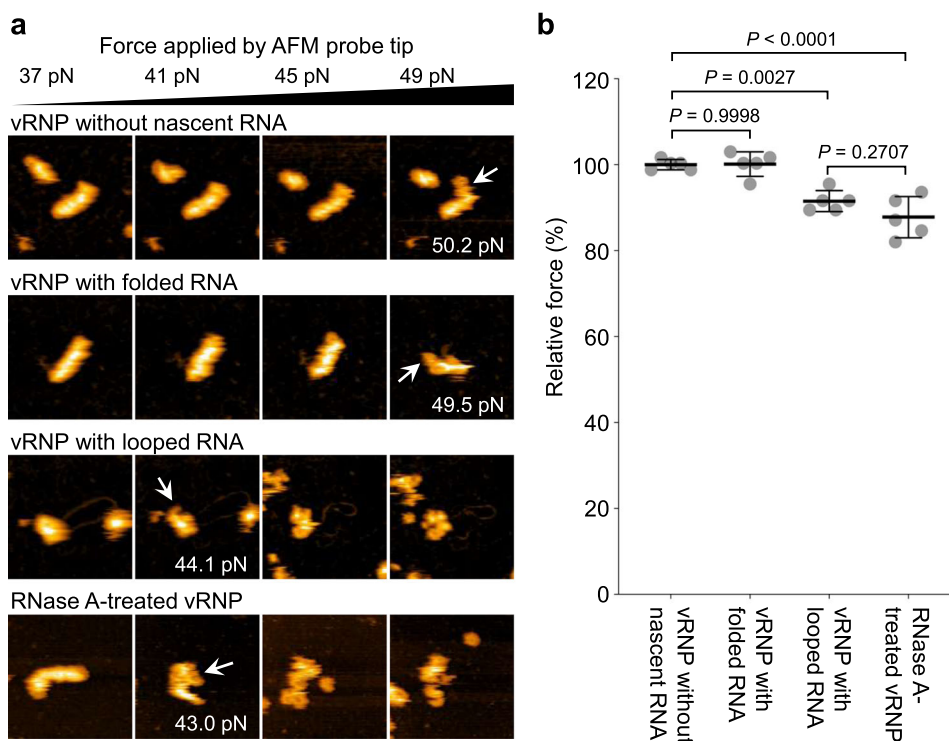 a
Force applied by AFM probe tip
37 pN 41 pN 45 pN 49 pN
vRNP without nascent RNA
50.2 pN
vRNP with folded RNA
49.5 pN
vRNP with looped RNA
44.1 pN
RNase A-treated vRNP
43.0 pN
b
P < 0.0001
P = 0.0027
P = 0.9998
P = 0.2707
Relative force (%)
120
100
80
60
40
20
0
vRNP without
nascent RNA
vRNP with
folded RNA
vRNP with
looped RNA
RNase A-
treated vRNP